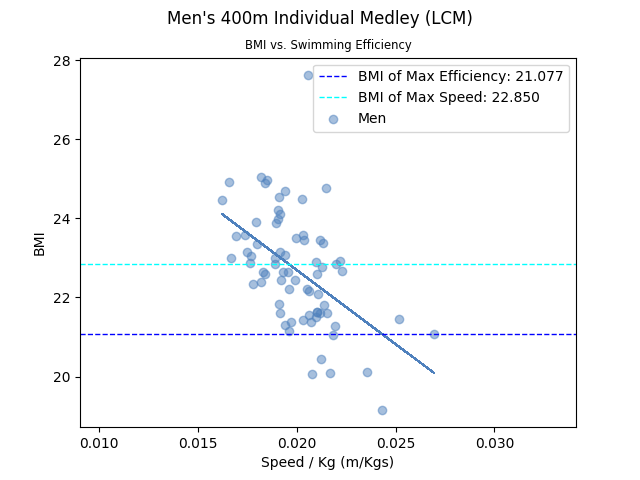 Men's 400m Individual Medley (LCM)
BMI vs. Swimming Efficiency
BMI of Max Efficiency: 21.077
BMI of Max Speed: 22.850
Men
28
26
24
22
20
BMI
0.010
0.015
0.020
0.025
0.030
Speed / Kg (m/Kgs)